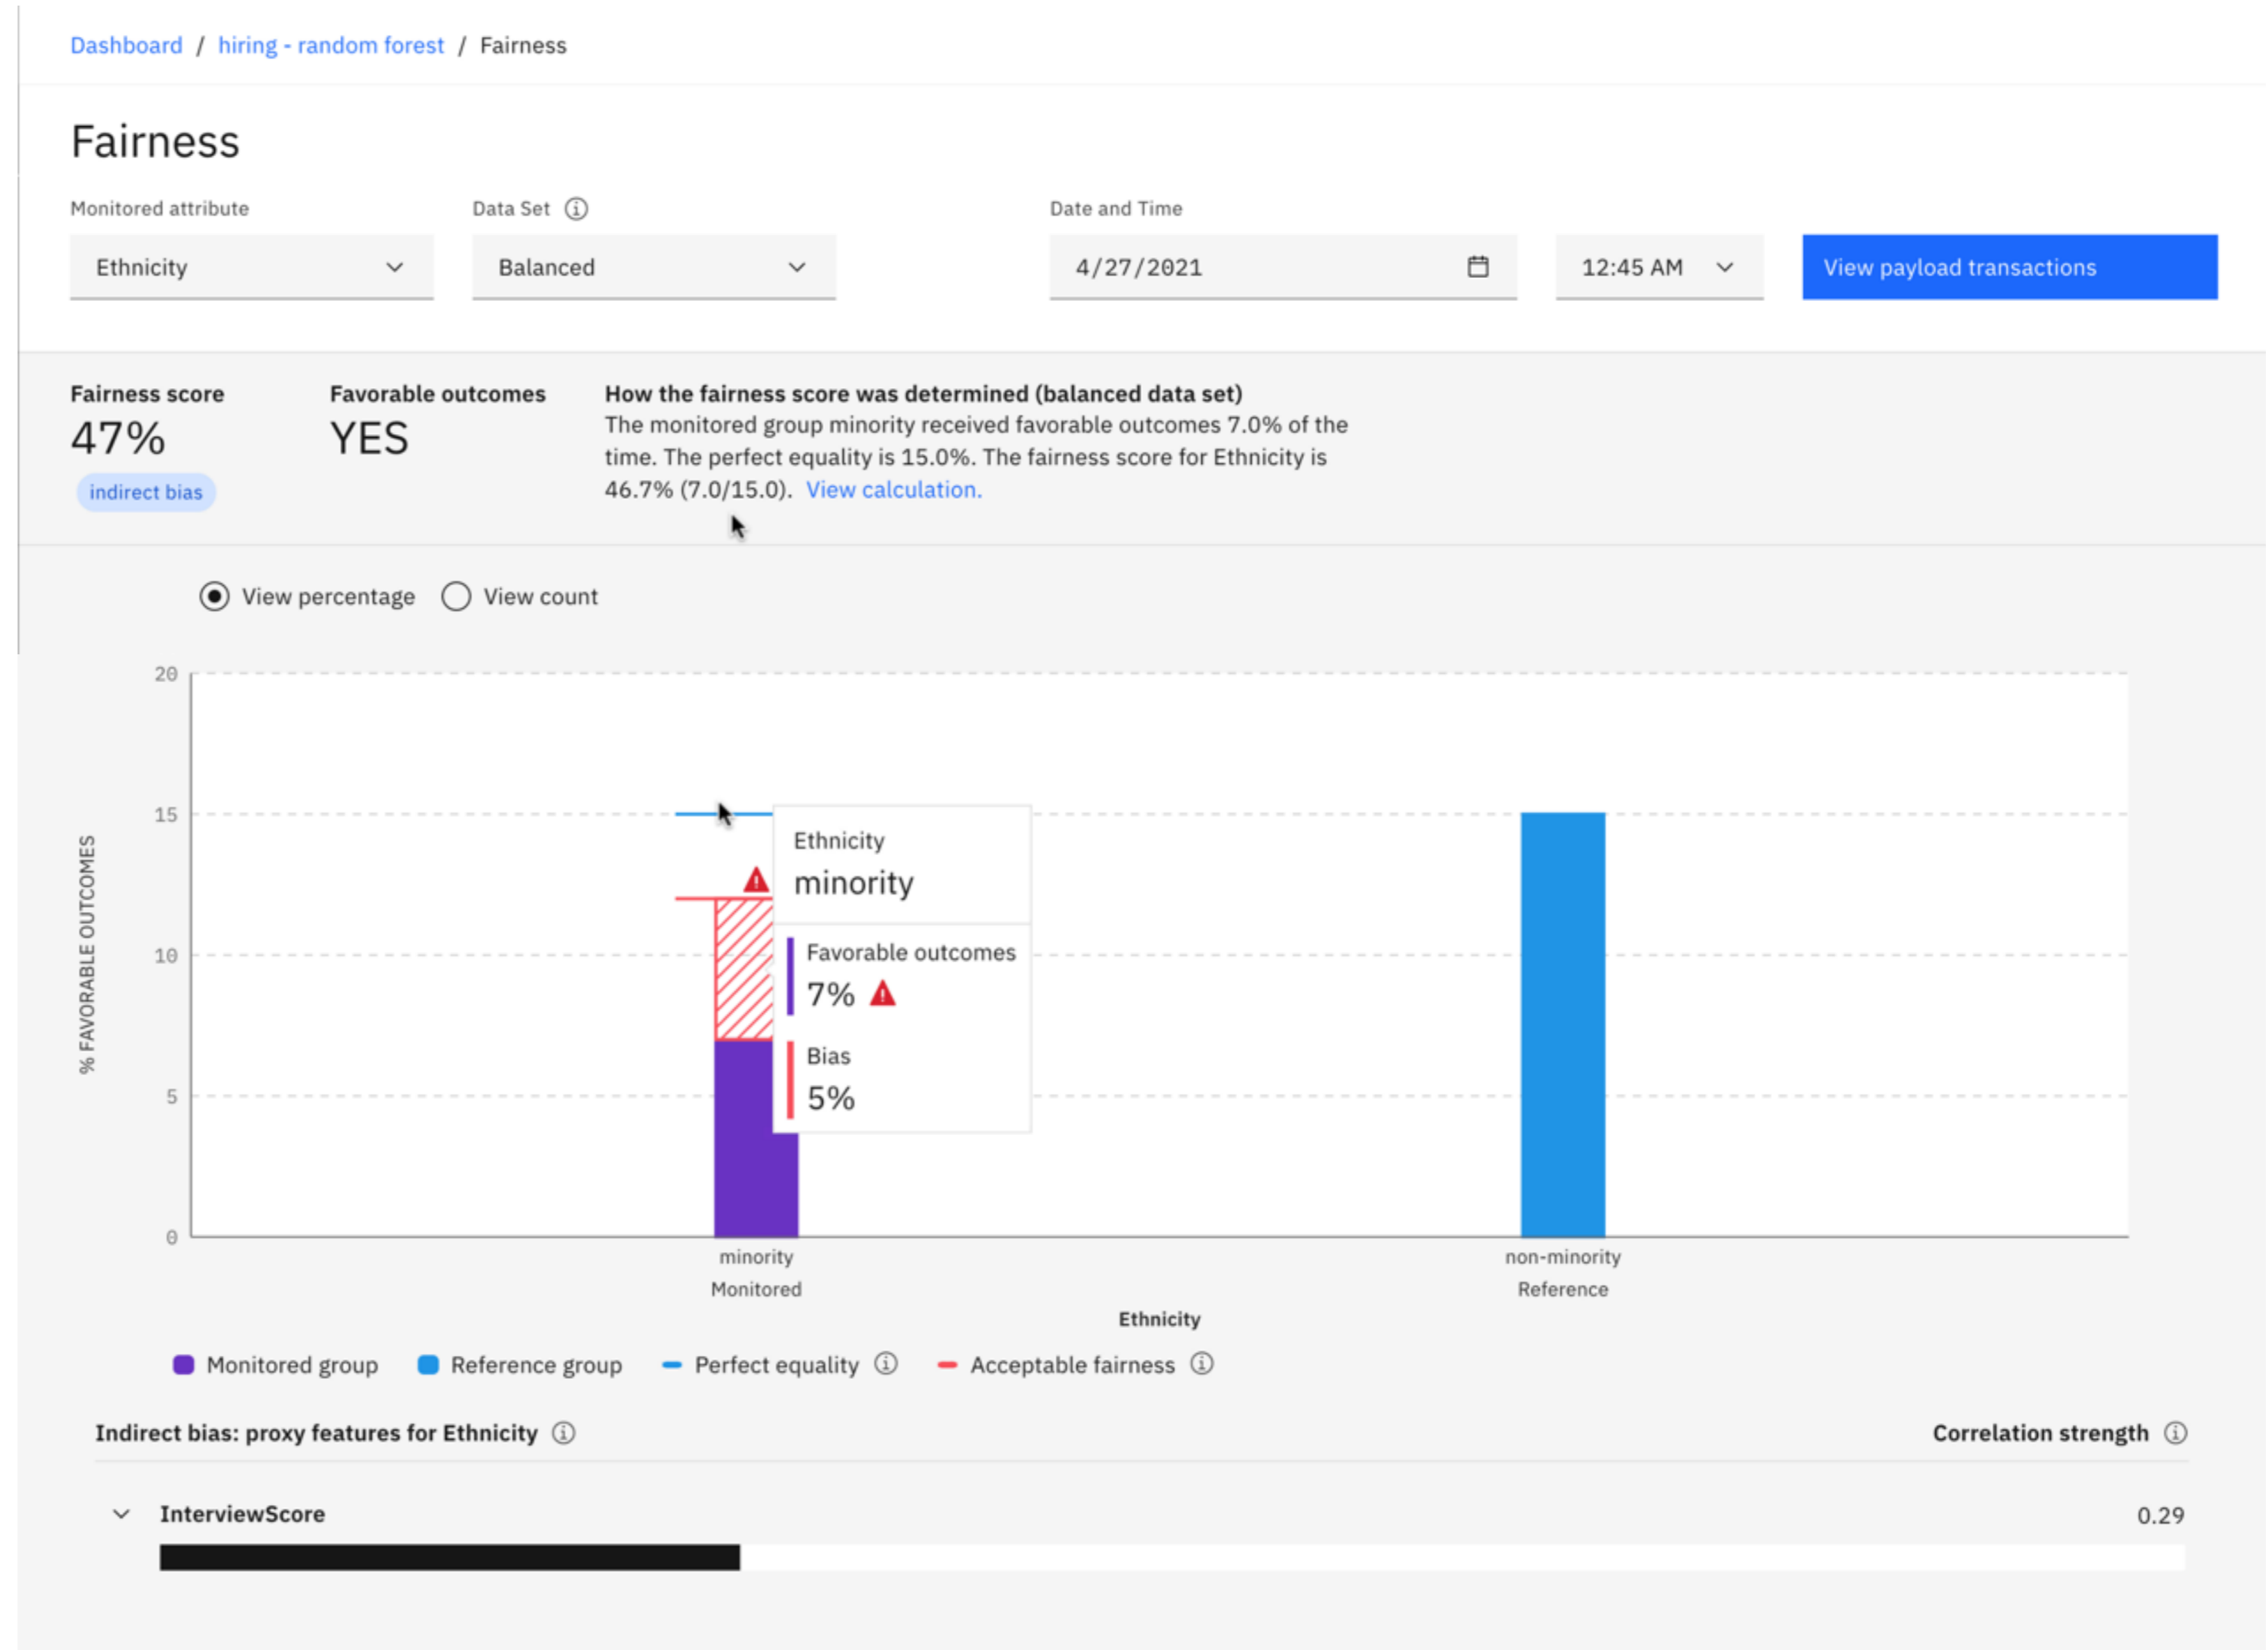 Dashboard / hiring - random forest / Fairness
Fairness
Monitored attribute
Data Set
Date and Time
Ethnicity
Balanced
4/27/2021
12:45 AM
View payload transactions
Fairness score
47%
indirect bias
Favorable outcomes
YES
How the fairness score was determined (balanced data set)
The monitored group minority received favorable outcomes 7.0% of the
time. The perfect equality is 15.0%. The fairness score for Ethnicity is
46.7% (7.0/15.0). View calculation.
View percentage
View count
% FAVORABLE OUTCOMES
20
15
10
5
0
Ethnicity
minority
Favorable outcomes
7%
Bias
5%
minority
Monitored
non-minority
Reference
Ethnicity
Monitored group
Reference group
Perfect equality
Acceptable fairness
Indirect bias: proxy features for Ethnicity
Correlation strength
InterviewScore
0.29